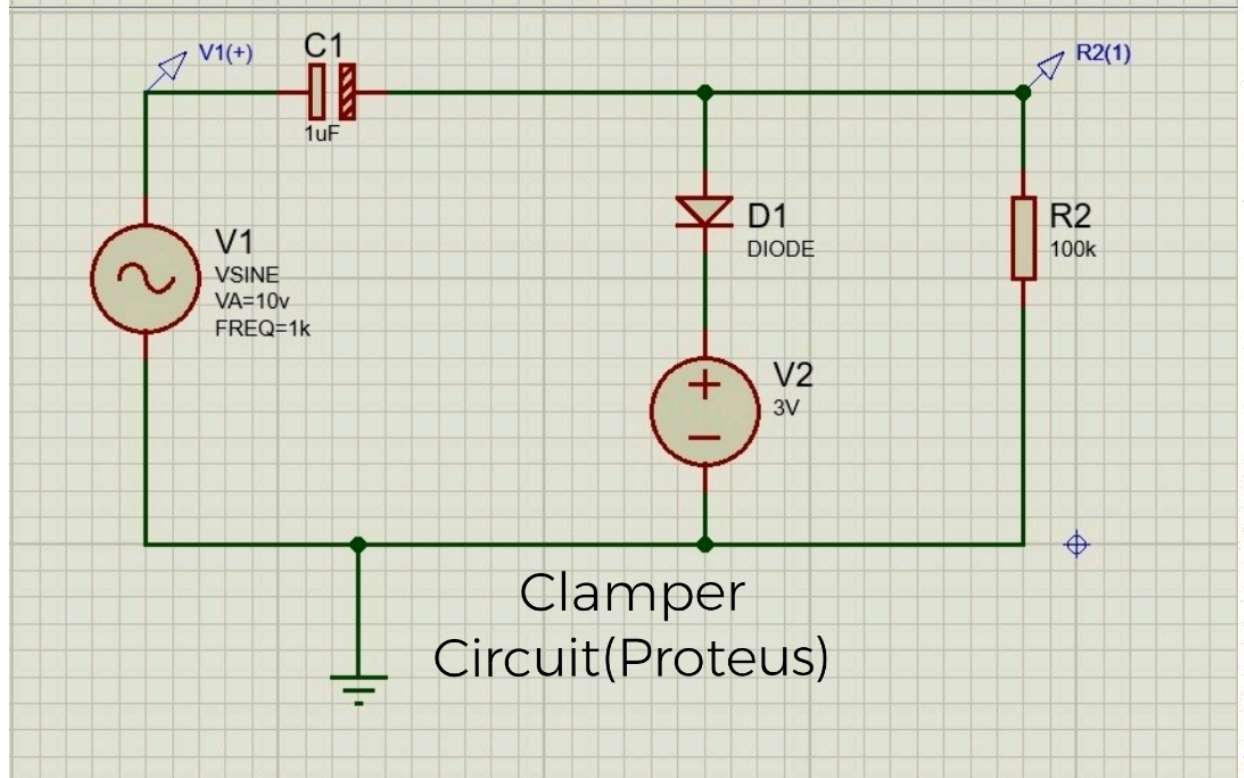 V1(+)
C1
1uF
R2(1)
V1
VSINE
VA=10v
FREQ=1k
D1
DIODE
R2
100k
V2
3V
Clamper
Circuit(Proteus)